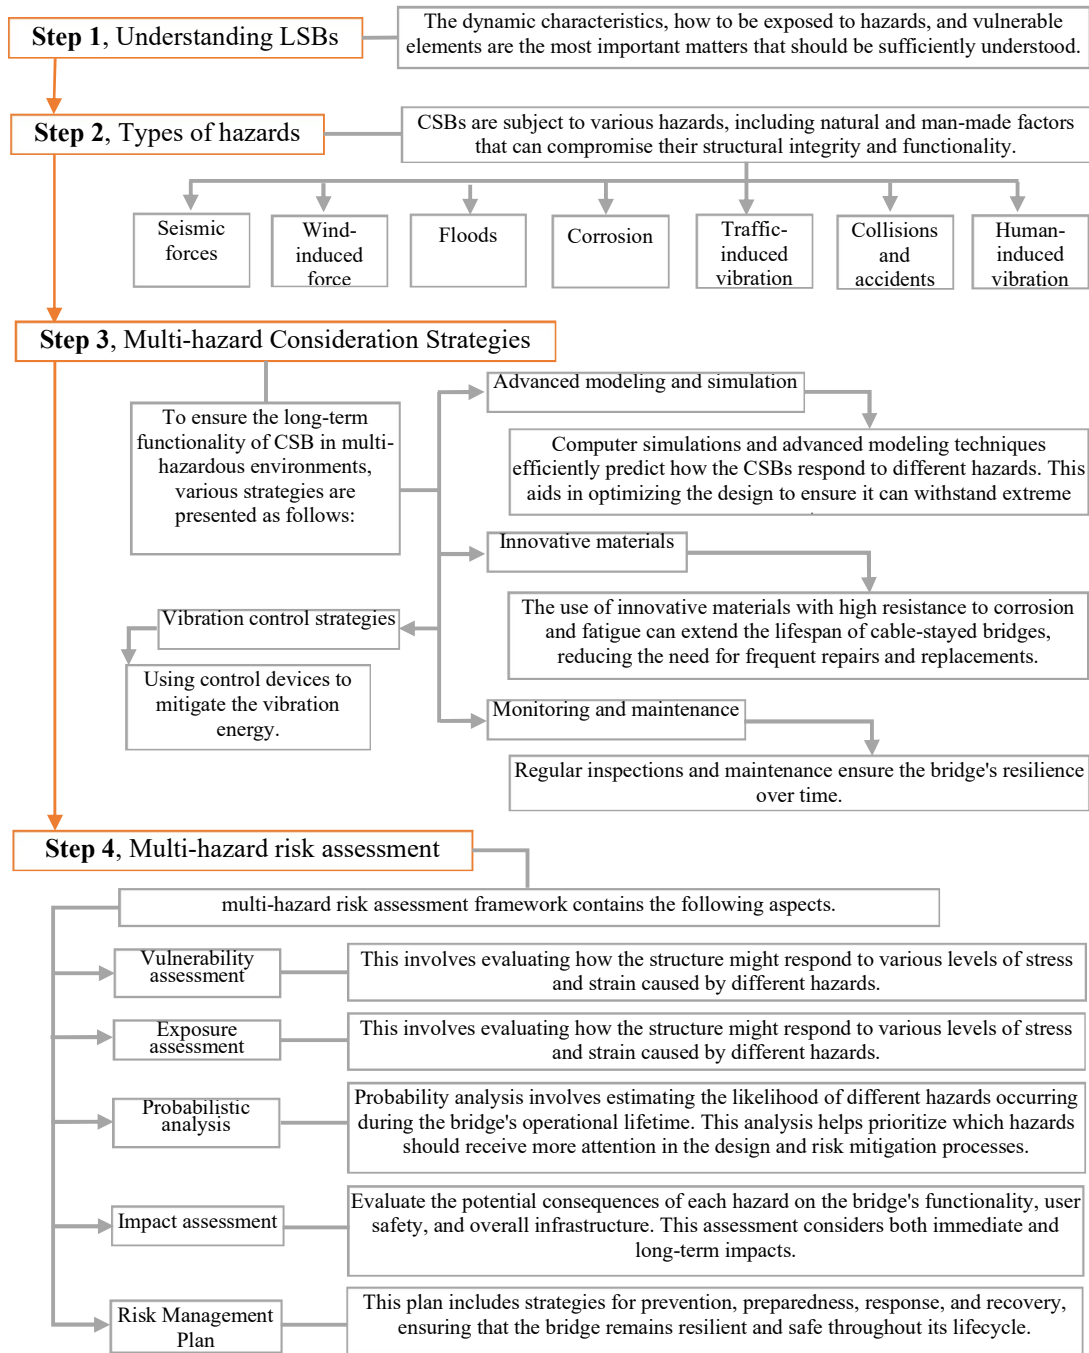 Step 1, Understanding LSBs
The dynamic characteristics, how to be exposed to hazards, and vulnerable
elements are the most important matters that should be sufficiently understood.
Step 2, Types of hazards
CSBs are subject to various hazards, including natural and man-made factors
that can compromise their structural integrity and functionality.
Seismic
forces
Wind-
induced
force
Floods
Corrosion
Traffic-
induced
vibration
Collisions
and
accidents
Human-
induced
vibration
Step 3, Multi-hazard Consideration Strategies
To ensure the long-term
functionality of CSB in multi-
hazardous environments,
various strategies are
presented as follows:
Advanced modeling and simulation
Computer simulations and advanced modeling techniques
efficiently predict how the CSBs respond to different hazards. This
aids in optimizing the design to ensure it can withstand extreme
Innovative materials
The use of innovative materials with high resistance to corrosion
and fatigue can extend the lifespan of cable-stayed bridges,
reducing the need for frequent repairs and replacements.
Vibration control strategies
Using control devices to
mitigate the vibration
energy.
Monitoring and maintenance
Regular inspections and maintenance ensure the bridge's resilience
over time.
Step 4, Multi-hazard risk assessment
multi-hazard risk assessment framework contains the following aspects.
Vulnerability
assessment
This involves evaluating how the structure might respond to various levels of stress
and strain caused by different hazards.
Exposure
assessment
This involves evaluating how the structure might respond to various levels of stress
and strain caused by different hazards.
Probabilistic
analysis
Probability analysis involves estimating the likelihood of different hazards occurring
during the bridge's operational lifetime. This analysis helps prioritize which hazards
should receive more attention in the design and risk mitigation processes.
Impact assessment
Evaluate the potential consequences of each hazard on the bridge's functionality, user
safety, and overall infrastructure. This assessment considers both immediate and
long-term impacts.
Risk Management
Plan
This plan includes strategies for prevention, preparedness, response, and recovery,
ensuring that the bridge remains resilient and safe throughout its lifecycle.